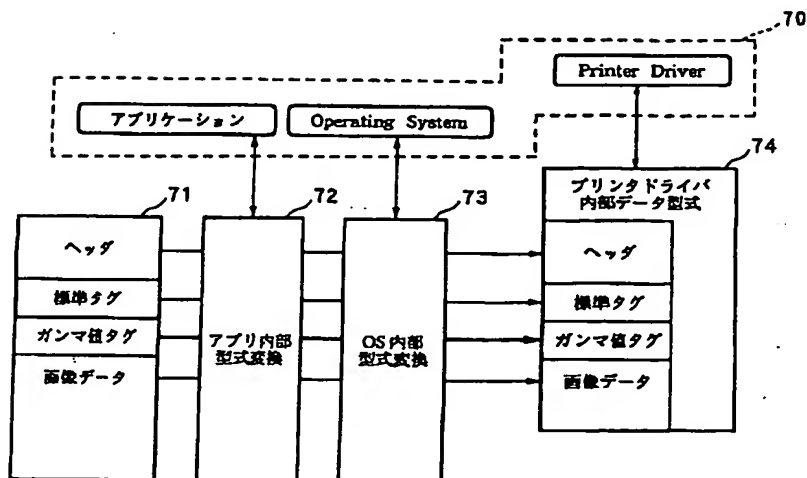 70
Printer Driver
アプリケーション
Operating System
74
プリンタドライバ
内部データ型式
71
72
73
ヘッダ
標準タグ
ガンマ値タグ
画像データ
アプリ内部
型式変換
OS内部
型式変換
ヘッダ
標準タグ
ガンマ値タグ
画像データ